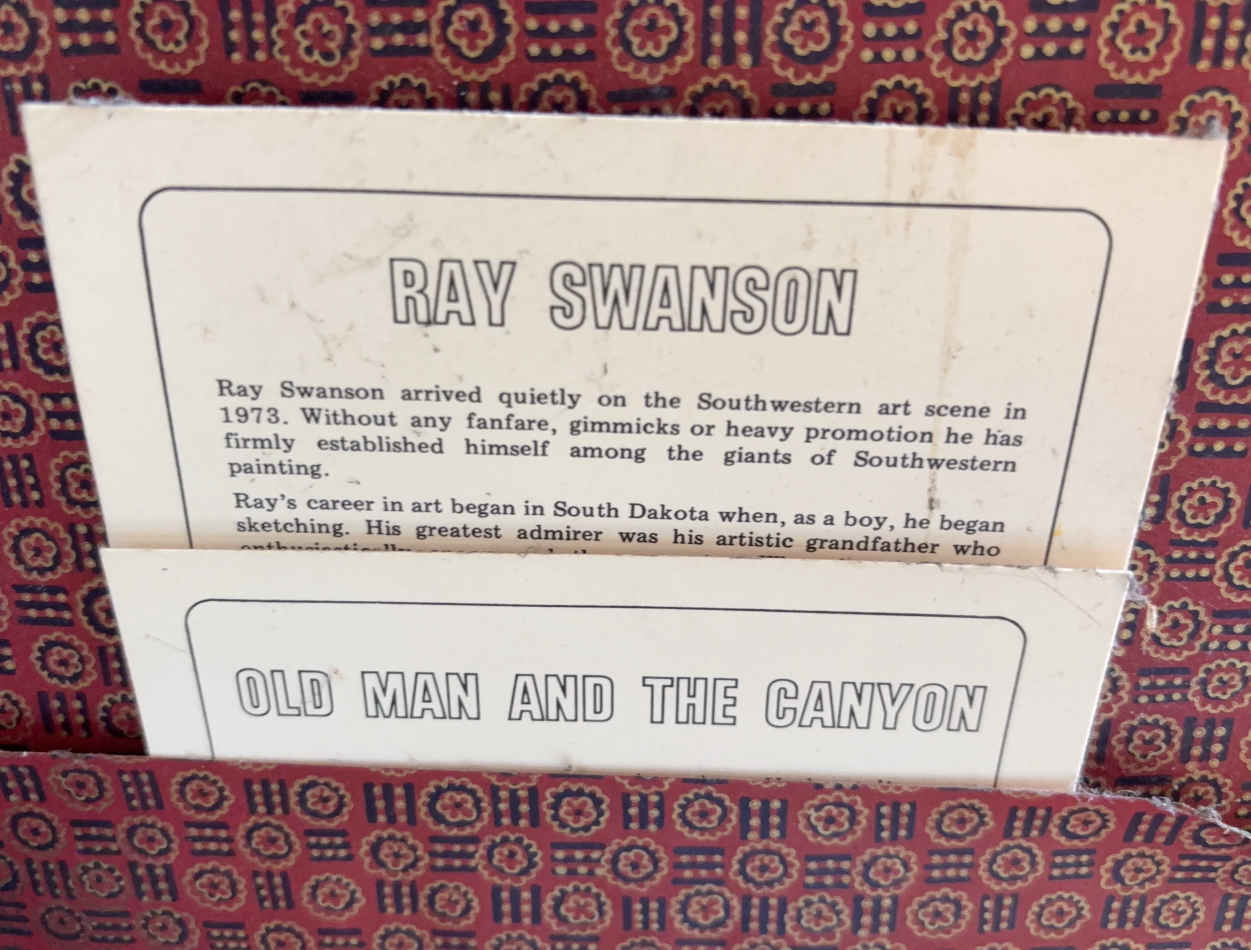 RAY SWANSON
Ray Swanson arrived quietly on the Southwestern art scene in
1973. Without any fanfare, gimmicks or heavy promotion he has
firmly established himself among the giants of Southwestern
painting.
Ray's career in art began in South Dakota when, as a boy, he began
sketching. His greatest admirer was his artistic grandfather who
enthusiastically
OLD MAN AND THE CANYON